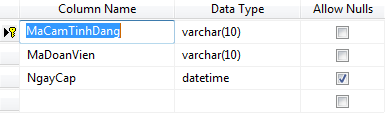 Column Name Data Type Allow Nulls
MaCamTinhDang varchar(10)
MaDoanVien varchar(10)
NgayCap datetime